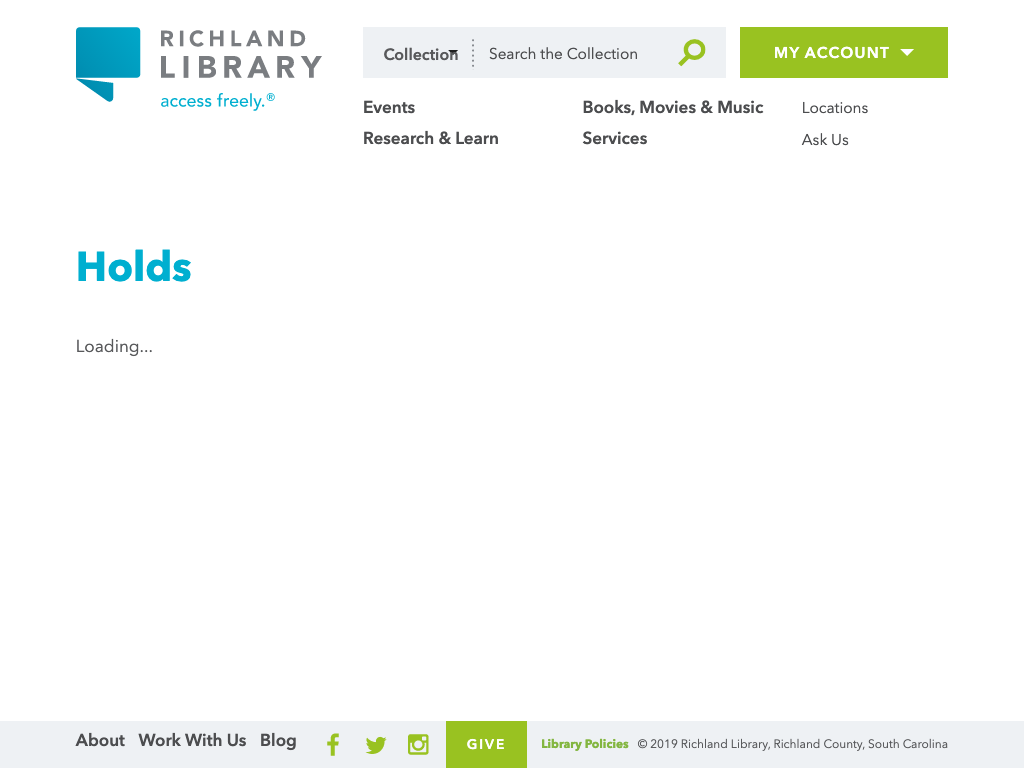 RICHLAND
LIBRARY
access freely.®
Collection
Search the Collection
MY ACCOUNT
Events
Books, Movies & Music
Locations
Research & Learn
Services
Ask Us
Holds
Loading...
About Work With Us Blog
GIVE
Library Policies © 2019 Richland Library, Richland County, South Carolina